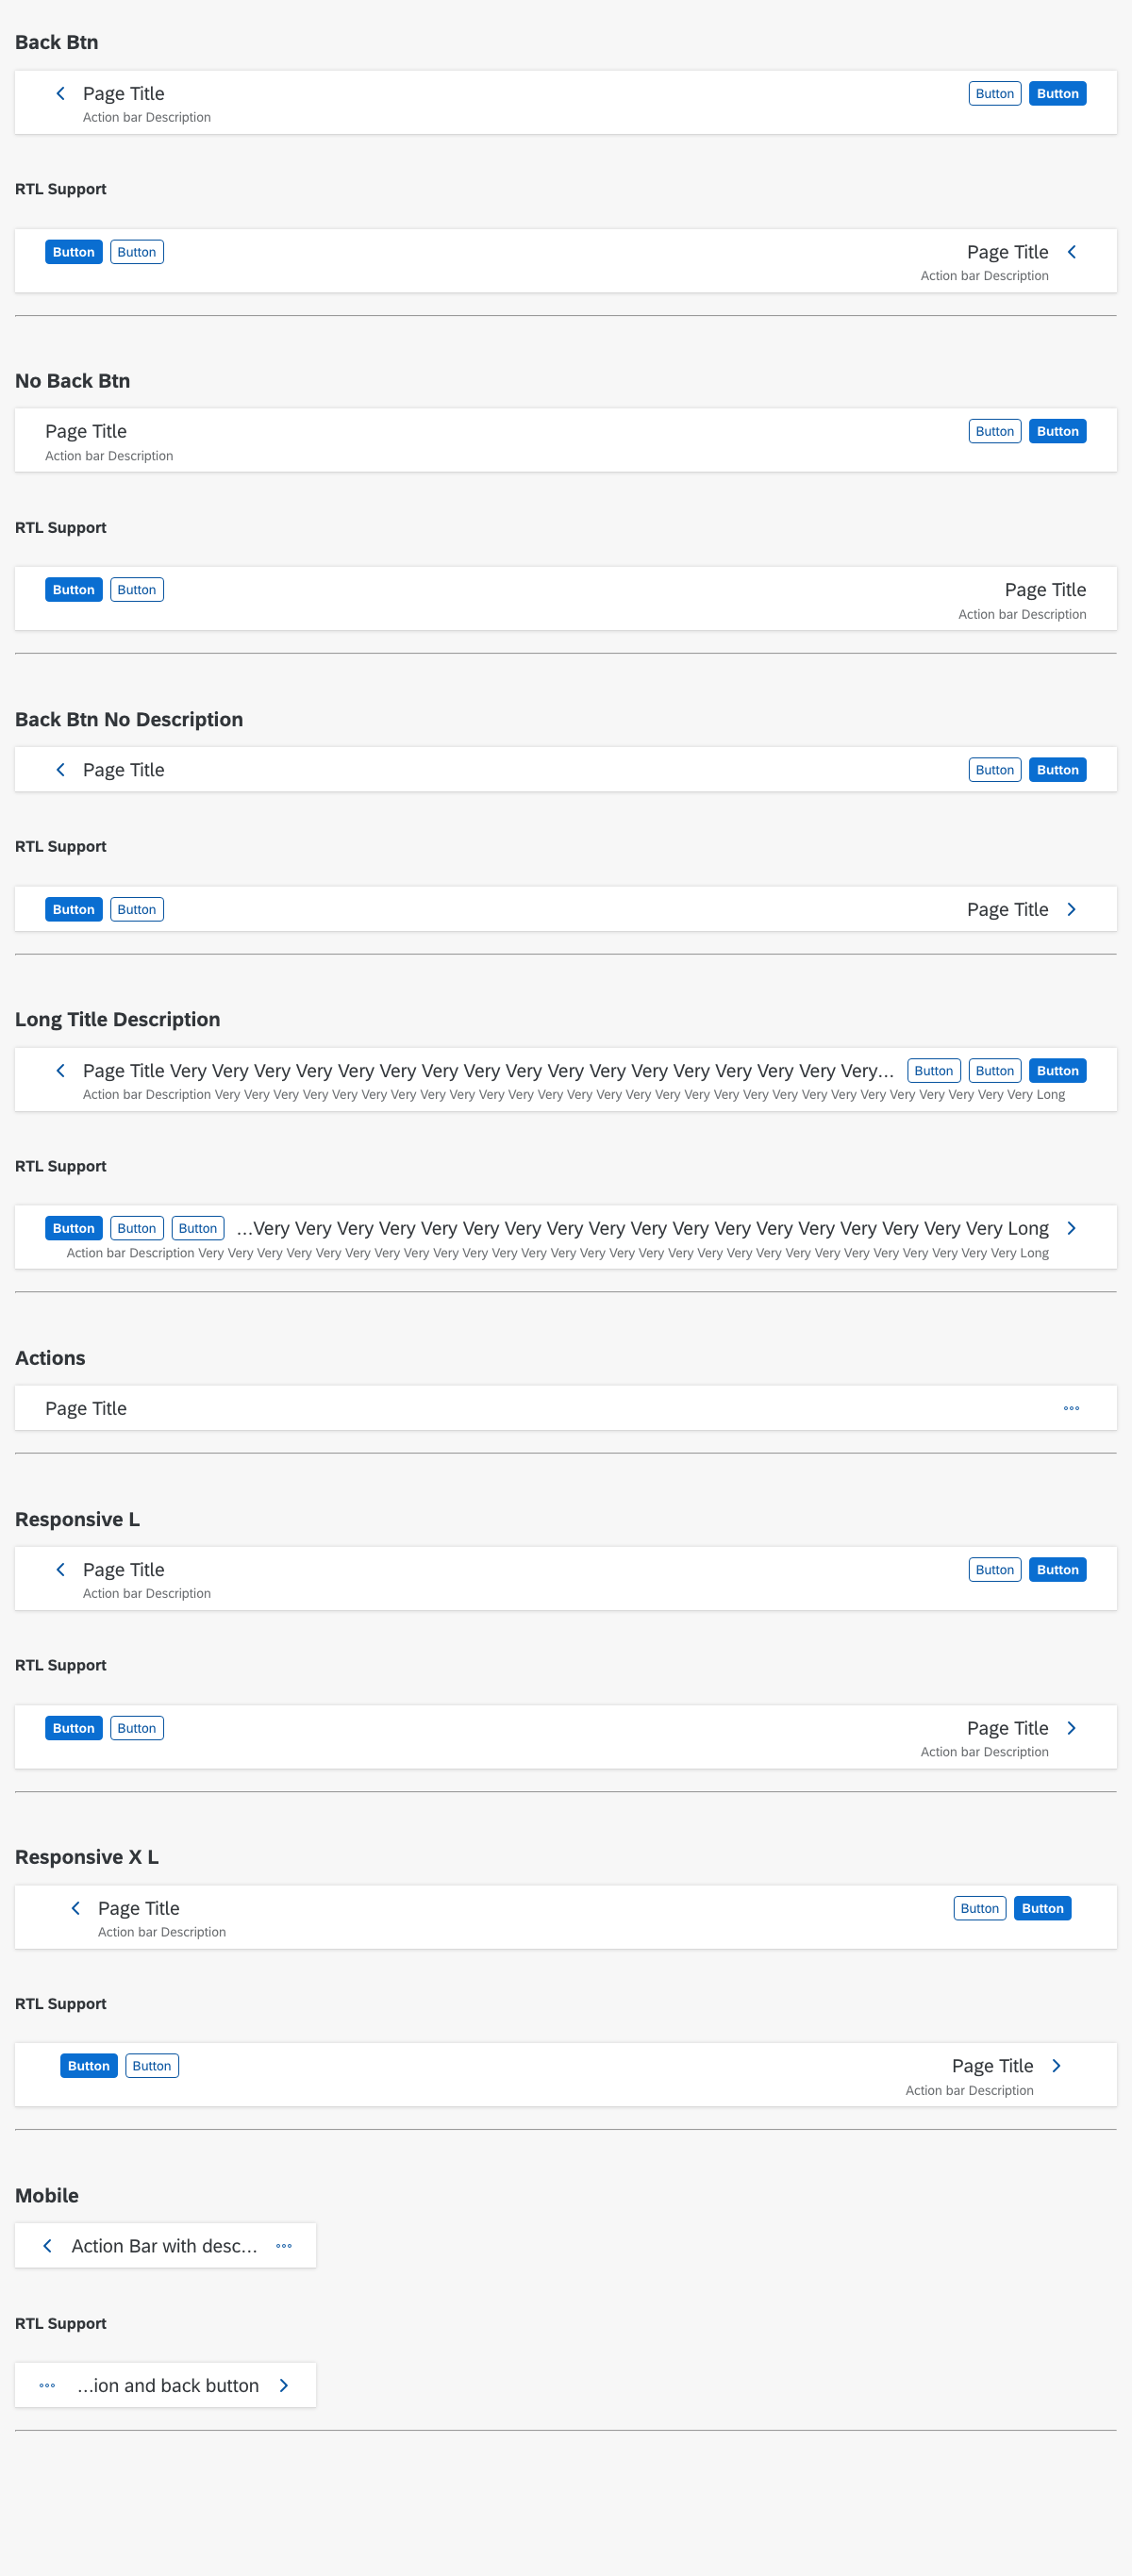 Back Btn
Page Title
Button
Button
Action bar Description
RTL Support
Button
Button
Page Title
Action bar Description
No Back Btn
Page Title
Button
Button
Action bar Description
RTL Support
Button
Button
Page Title
Action bar Description
Back Btn No Description
Page Title
Button
Button
RTL Support
Button
Button
Page Title
Long Title Description
Page Title Very Very Very Very Very Very Very Very Very Very Very Very Very Very Very Very Very...
Button
Button
Button
Action bar Description Very Very Very Very Very Very Very Very Very Very Very Very Very Very Very Very Very Very Very Very Very Very Very Very Very Very Very Very Long
RTL Support
Button
Button
Button
...Very Very Very Very Very Very Very Very Very Very Very Very Very Very Very Very Very Very Long
Action bar Description Very Very Very Very Very Very Very Very Very Very Very Very Very Very Very Very Very Very Very Very Very Very Very Very Very Very Very Very Long
Actions
Page Title
Responsive L
Page Title
Button
Button
Action bar Description
RTL Support
Button
Button
Page Title
Action bar Description
Responsive X L
Page Title
Button
Button
Action bar Description
RTL Support
Button
Button
Page Title
Action bar Description
Mobile
Action Bar with desc...
RTL Support
...ion and back button